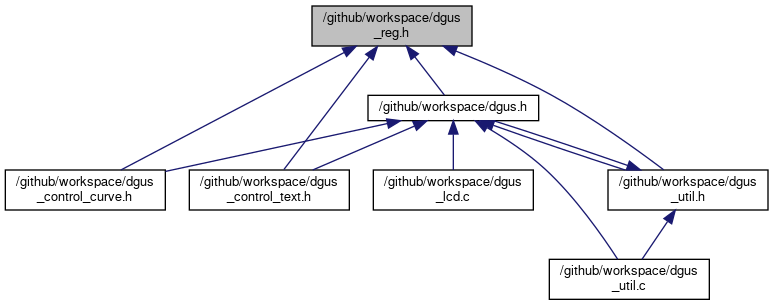 /github/workspace/dgus
_reg.h
/github/workspace/dgus.h
/github/workspace/dgus
_control_curve.h
/github/workspace/dgus
_control_text.h
/github/workspace/dgus
_lcd.c
/github/workspace/dgus
_util.h
/github/workspace/dgus
_util.c